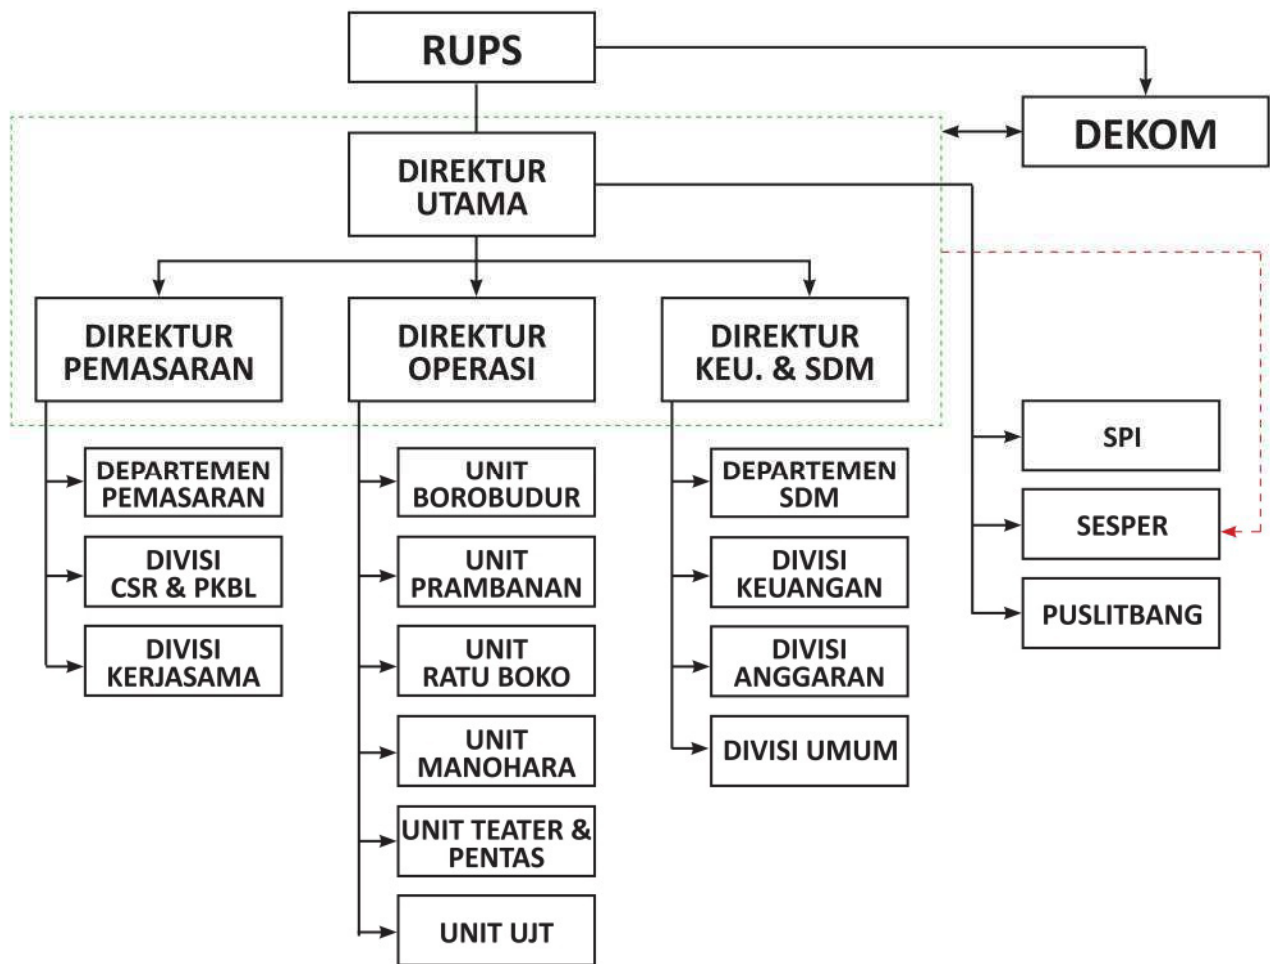 RUPS
DEKOM
DIREKTUR
UTAMA
DIREKTUR
PEMASARAN
DIREKTUR
OPERASI
DIREKTUR
KEU. & SDM
DEPARTEMEN
PEMASARAN
DIVISI
CSR & PKBL
DIVISI
KERJASAMA
UNIT
BOROBUDUR
UNIT
PRAMBANAN
UNIT
RATU BOKO
UNIT
MANOHARA
UNIT TEATER &
PENTAS
UNIT UJT
DEPARTEMEN
SDM
DIVISI
KEUANGAN
DIVISI
ANGGARAN
DIVISI UMUM
SPI
SESPER
PUSLITBANG